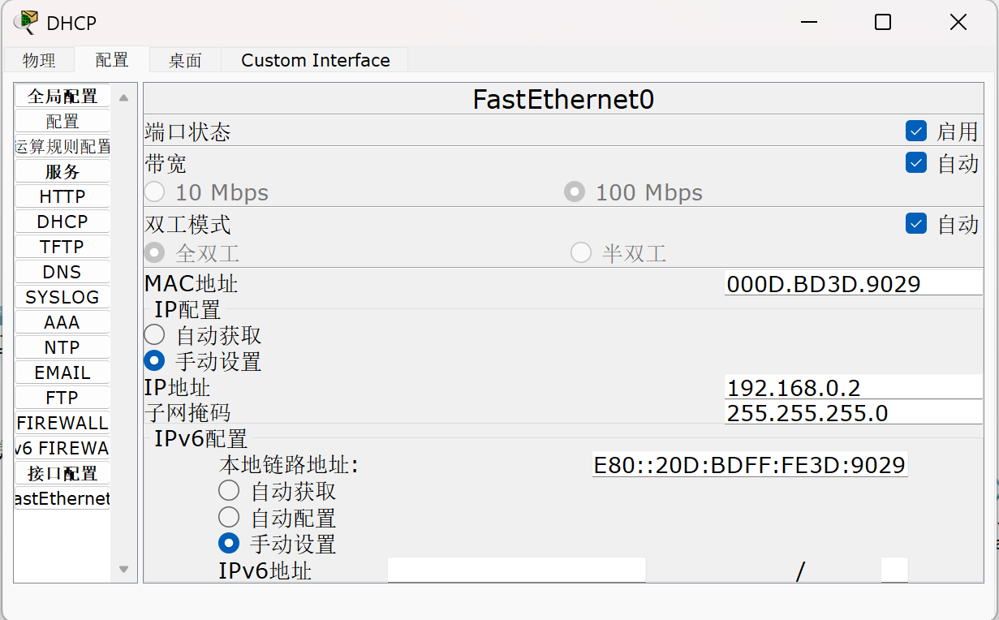 DHCP
物理 配置 桌面 Custom Interface
全局配置
配置
运算规则配置
服务
HTTP
DHCP
TFTP
DNS
SYSLOG
AAA
NTP
EMAIL
FTP
FIREWALL
v6 FIREWA
接口配置
astEthernet
FastEthernet0
端口状态 启用
带宽 自动
10 Mbps 100 Mbps
双工模式 自动
全双工 半双工
MAC地址 000D.BD3D.9029
IP配置
自动获取
手动设置
IP地址 192.168.0.2
子网掩码 255.255.255.0
IPv6配置
本地链路地址: E80::20D:BDFF:FE3D:9029
自动获取
自动配置
手动设置
IPv6地址 /